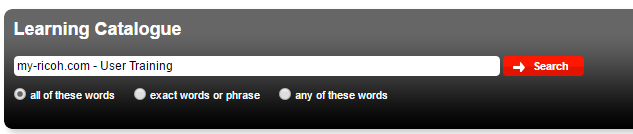 Learning Catalogue
my-ricoh.com - User Training Search
all of these words exact words or phrase any of these words